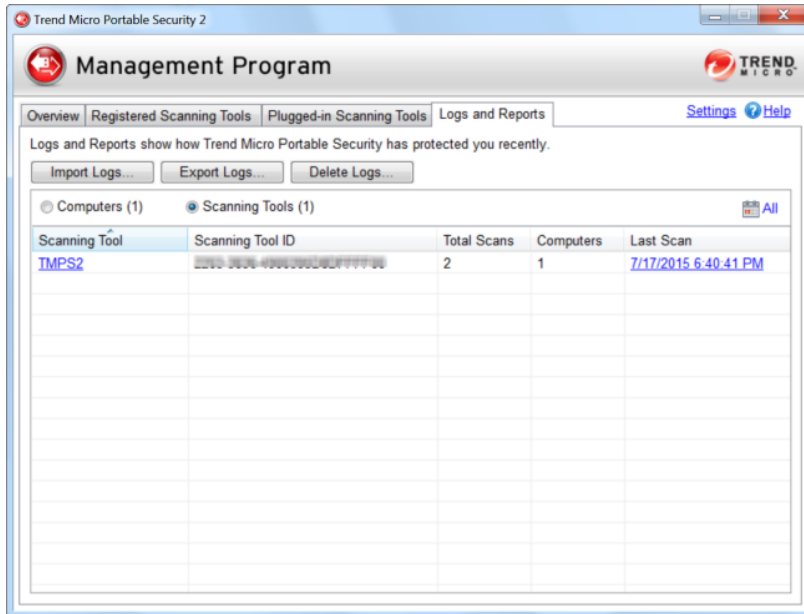 Trend Micro Portable Security 2
Management Program
TREND MICRO
Overview Registered Scanning Tools Plugged-in Scanning Tools Logs and Reports Settings Help
Logs and Reports show how Trend Micro Portable Security has protected you recently.
Import Logs... Export Logs... Delete Logs...
Computers (1) Scanning Tools (1) All
Scanning Tool Scanning Tool ID Total Scans Computers Last Scan
TMPS2 2 1 7/17/2015 6:40:41 PM